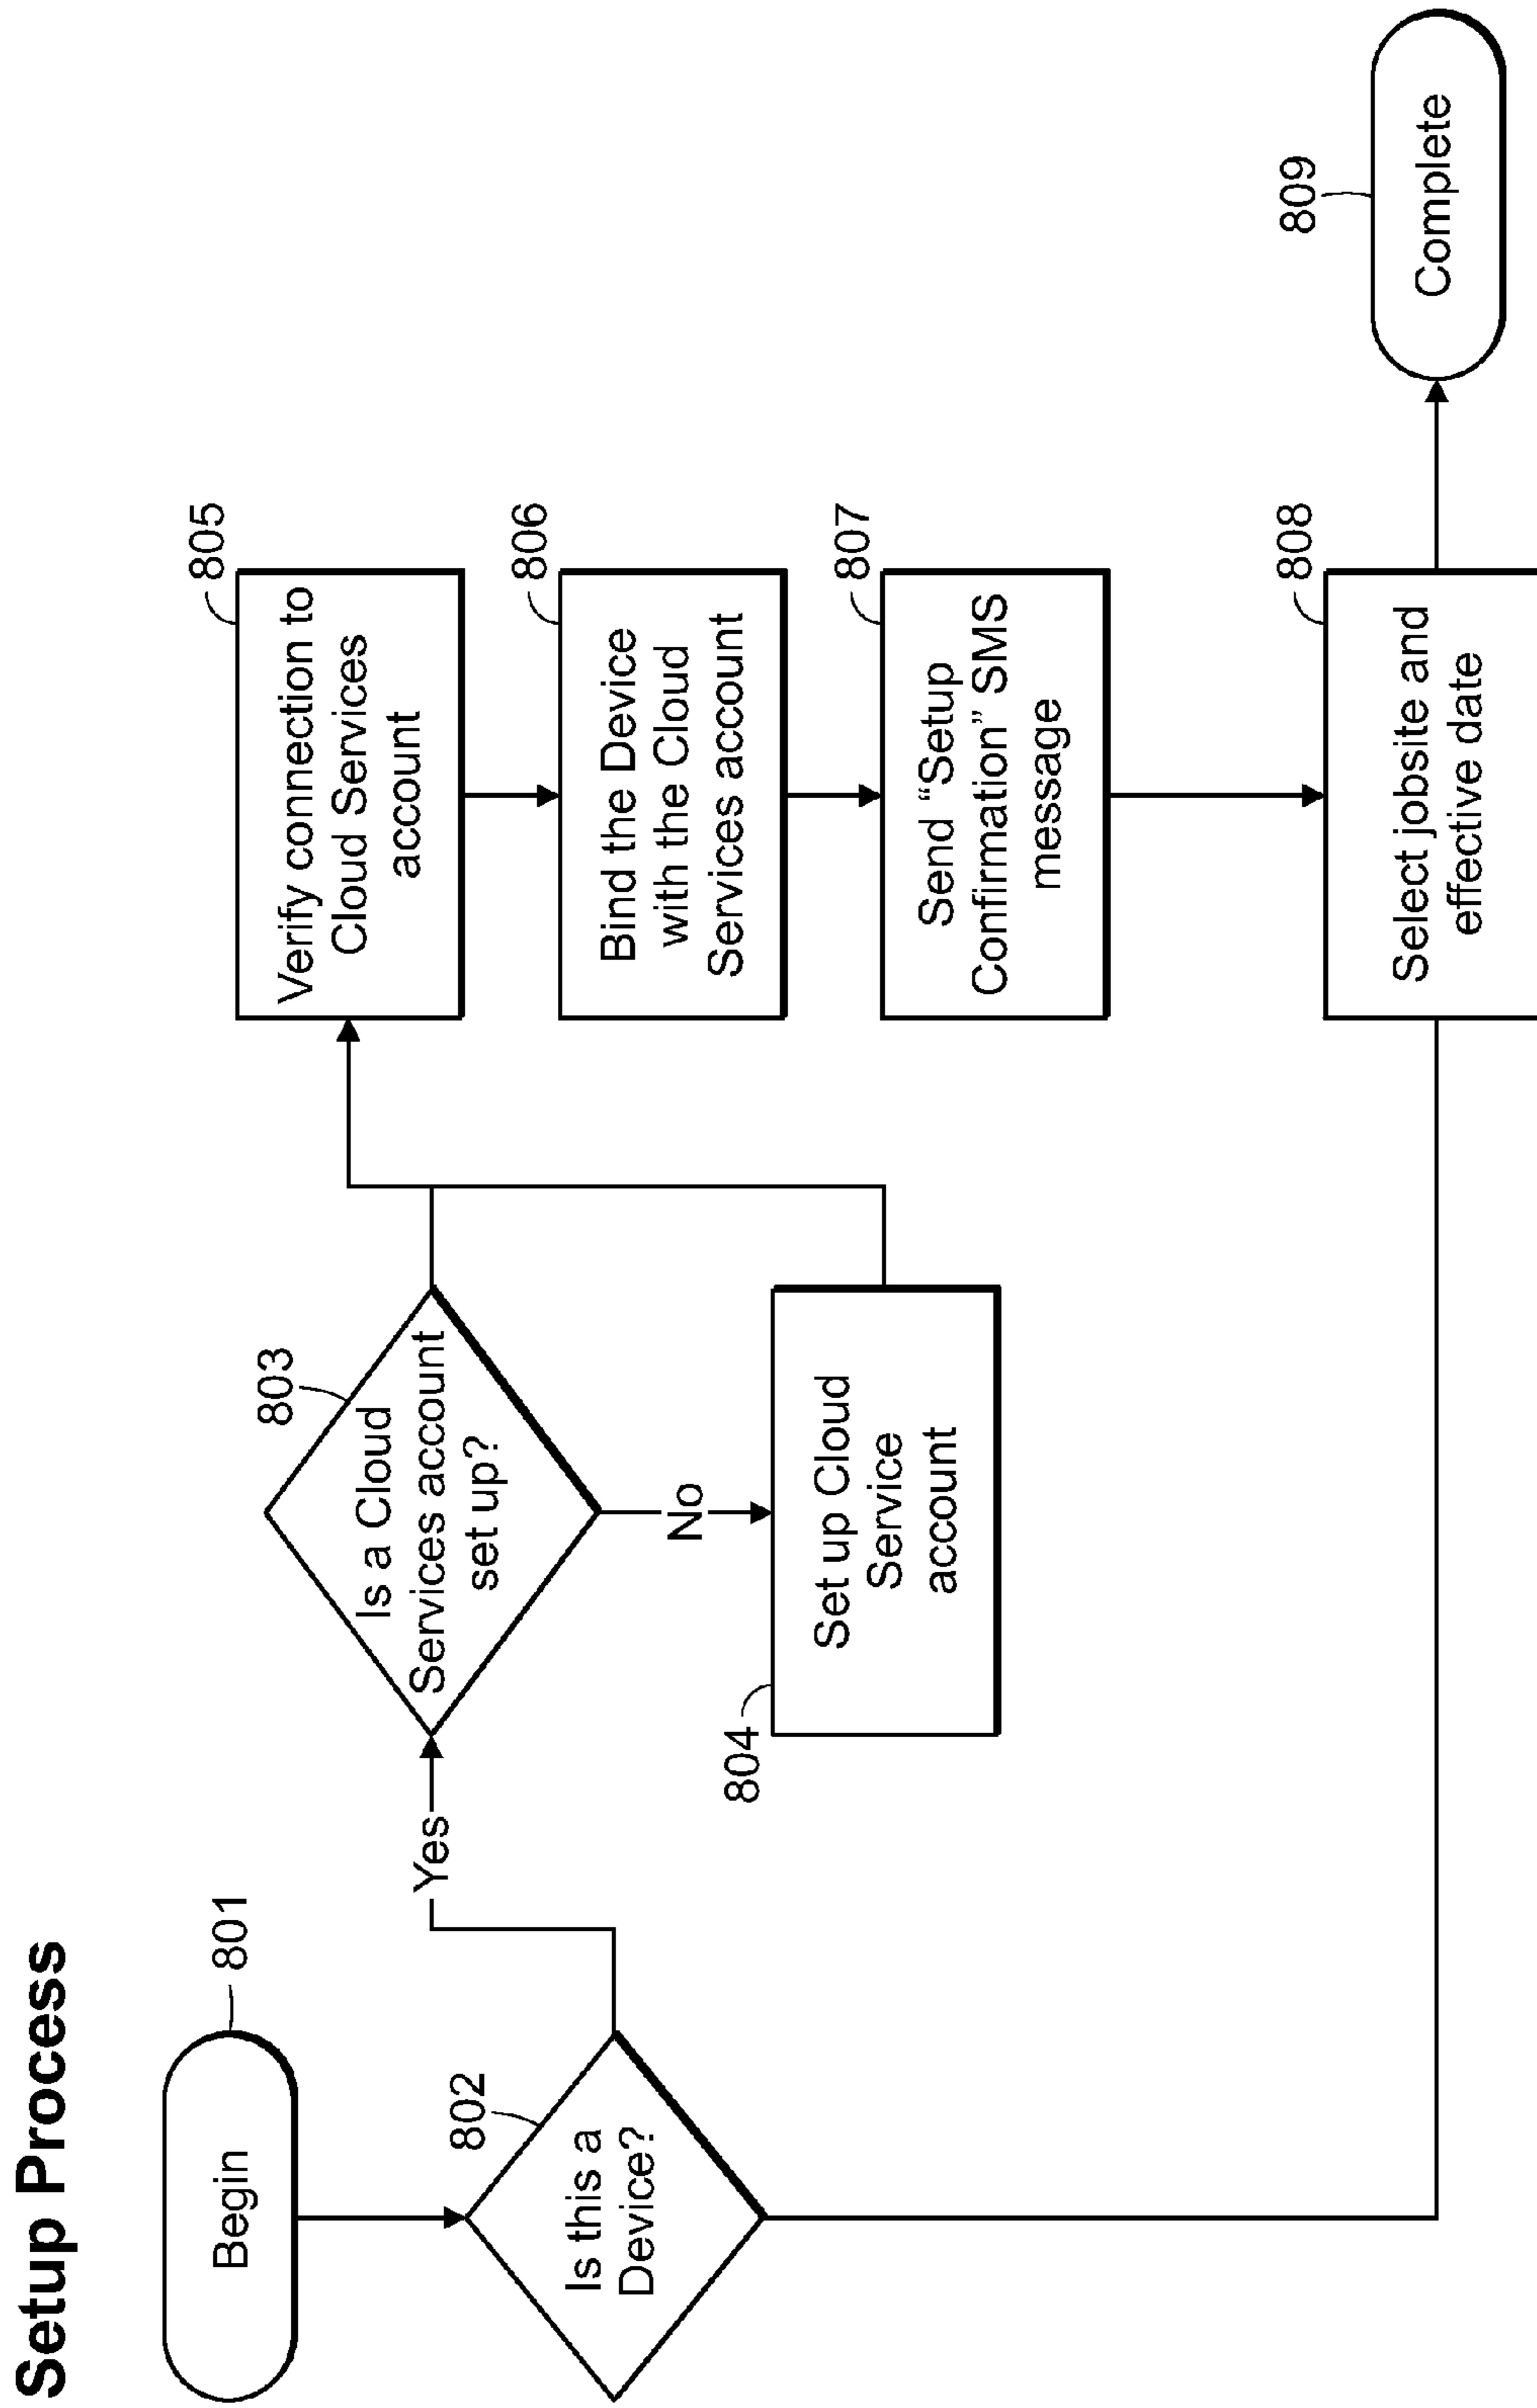 Setup Process
Begin
801
Is this a
Device?
802
Yes
Is a Cloud
Services account
set up?
803
No
Set up Cloud
Service
account
804
Verify connection to
Cloud Services
account
805
Bind the Device
with the Cloud
Services account
806
Send “Setup
Confirmation” SMS
message
807
Select jobsite and
effective date
808
Complete
809